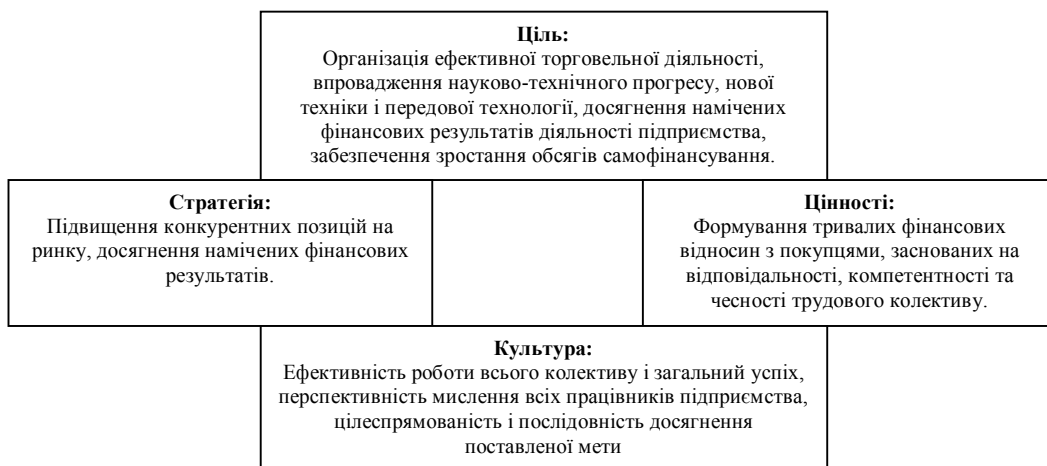 Ціль:
Організація ефективної торговельної діяльності,
впровадження науково-технічного прогресу, нової
техніки і передової технології, досягнення намічених
фінансових результатів діяльності підприємства,
забезпечення зростання обсягів самофінансування.
Стратегія:
Підвищення конкурентних позицій на
ринку, досягнення намічених фінансових
результатів.
Цінності:
Формування тривалих фінансових
відносин з покупцями, заснованих на
відповідальності, компетентності та
чесності трудового колективу.
Культура:
Ефективність роботи всього колективу і загальний успіх,
перспективність мислення всіх працівників підприємства,
цілеспрямованість і послідовність досягнення
поставленої мети